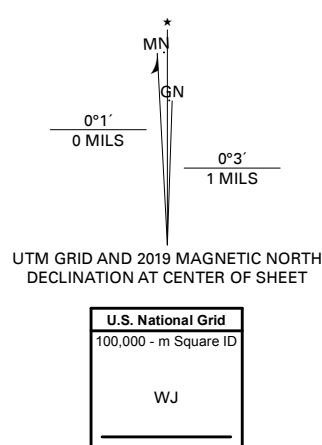 ★
MN
GN
0°1´
0 MILS
0°3´
1 MILS
UTM GRID AND 2019 MAGNETIC NORTH
DECLINATION AT CENTER OF SHEET
U.S. National Grid
100,000 - m Square ID
WJ